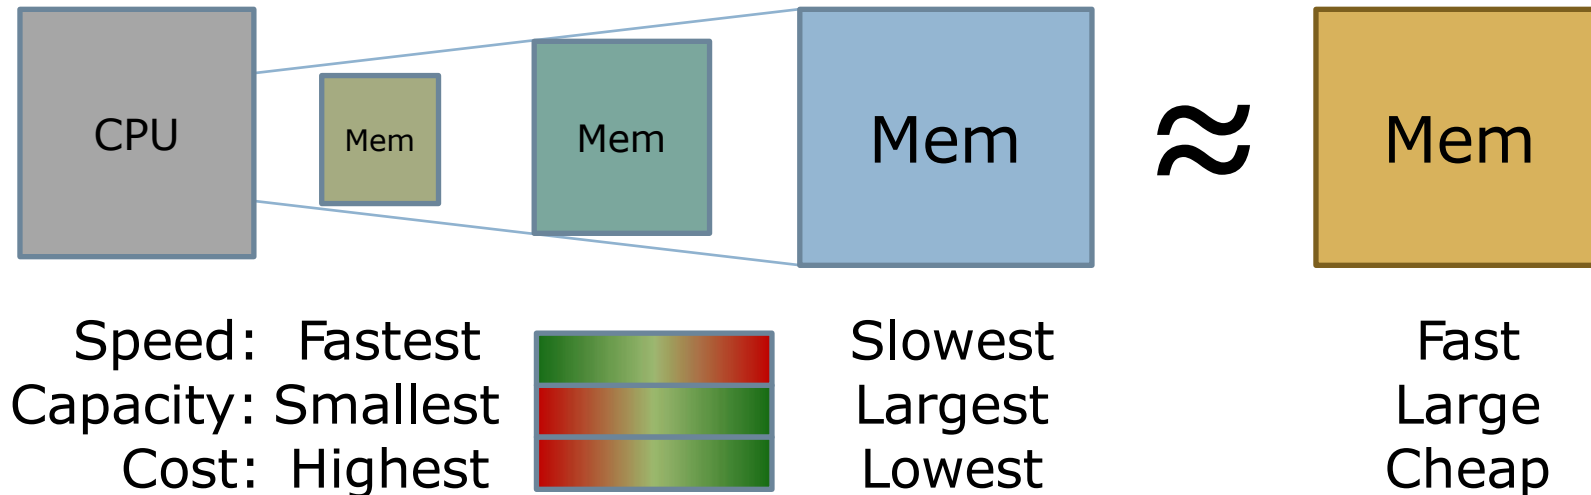 CPU
Mem
Mem
Mem
≈
Mem
Speed: Fastest Slowest Fast
Capacity: Smallest Largest Large
Cost: Highest Lowest Cheap